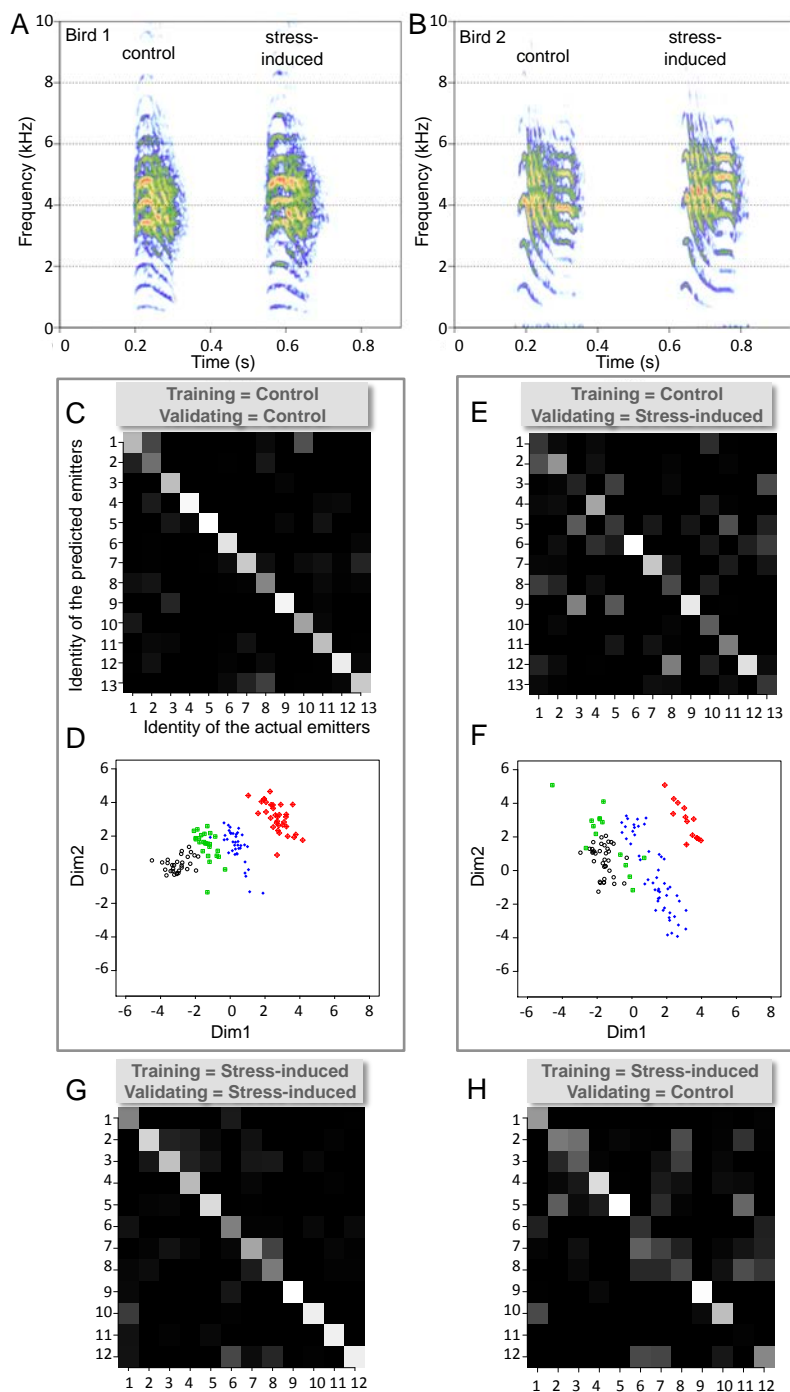 A
Bird 1
control
stress-
induced
10
8
6
4
2
0
Frequency (kHz)
0
0.2
0.4
0.6
0.8
Time (s)
B
Bird 2
control
stress-
induced
10
8
6
4
2
0
Frequency (kHz)
0
0.2
0.4
0.6
0.8
Time (s)
C
Training = Control
Validating = Control
Identity of the predicted emitters
1
2
3
4
5
6
7
8
9
10
11
12
13
1 2 3 4 5 6 7 8 9 10 11 12 13
Identity of the actual emitters
E
Training = Control
Validating = Stress-induced
1
2
3
4
5
6
7
8
9
10
11
12
13
1 2 3 4 5 6 7 8 9 10 11 12 13
D
Dim2
6
4
2
0
-2
-4
-6
-6 -4 -2 0 2 4 6 8
Dim1
F
Dim2
6
4
2
0
-2
-4
-6
-6 -4 -2 0 2 4 6 8
Dim1
G
Training = Stress-induced
Validating = Stress-induced
1
2
3
4
5
6
7
8
9
10
11
12
1 2 3 4 5 6 7 8 9 10 11 12
H
Training = Stress-induced
Validating = Control
1
2
3
4
5
6
7
8
9
10
11
12
1 2 3 4 5 6 7 8 9 10 11 12